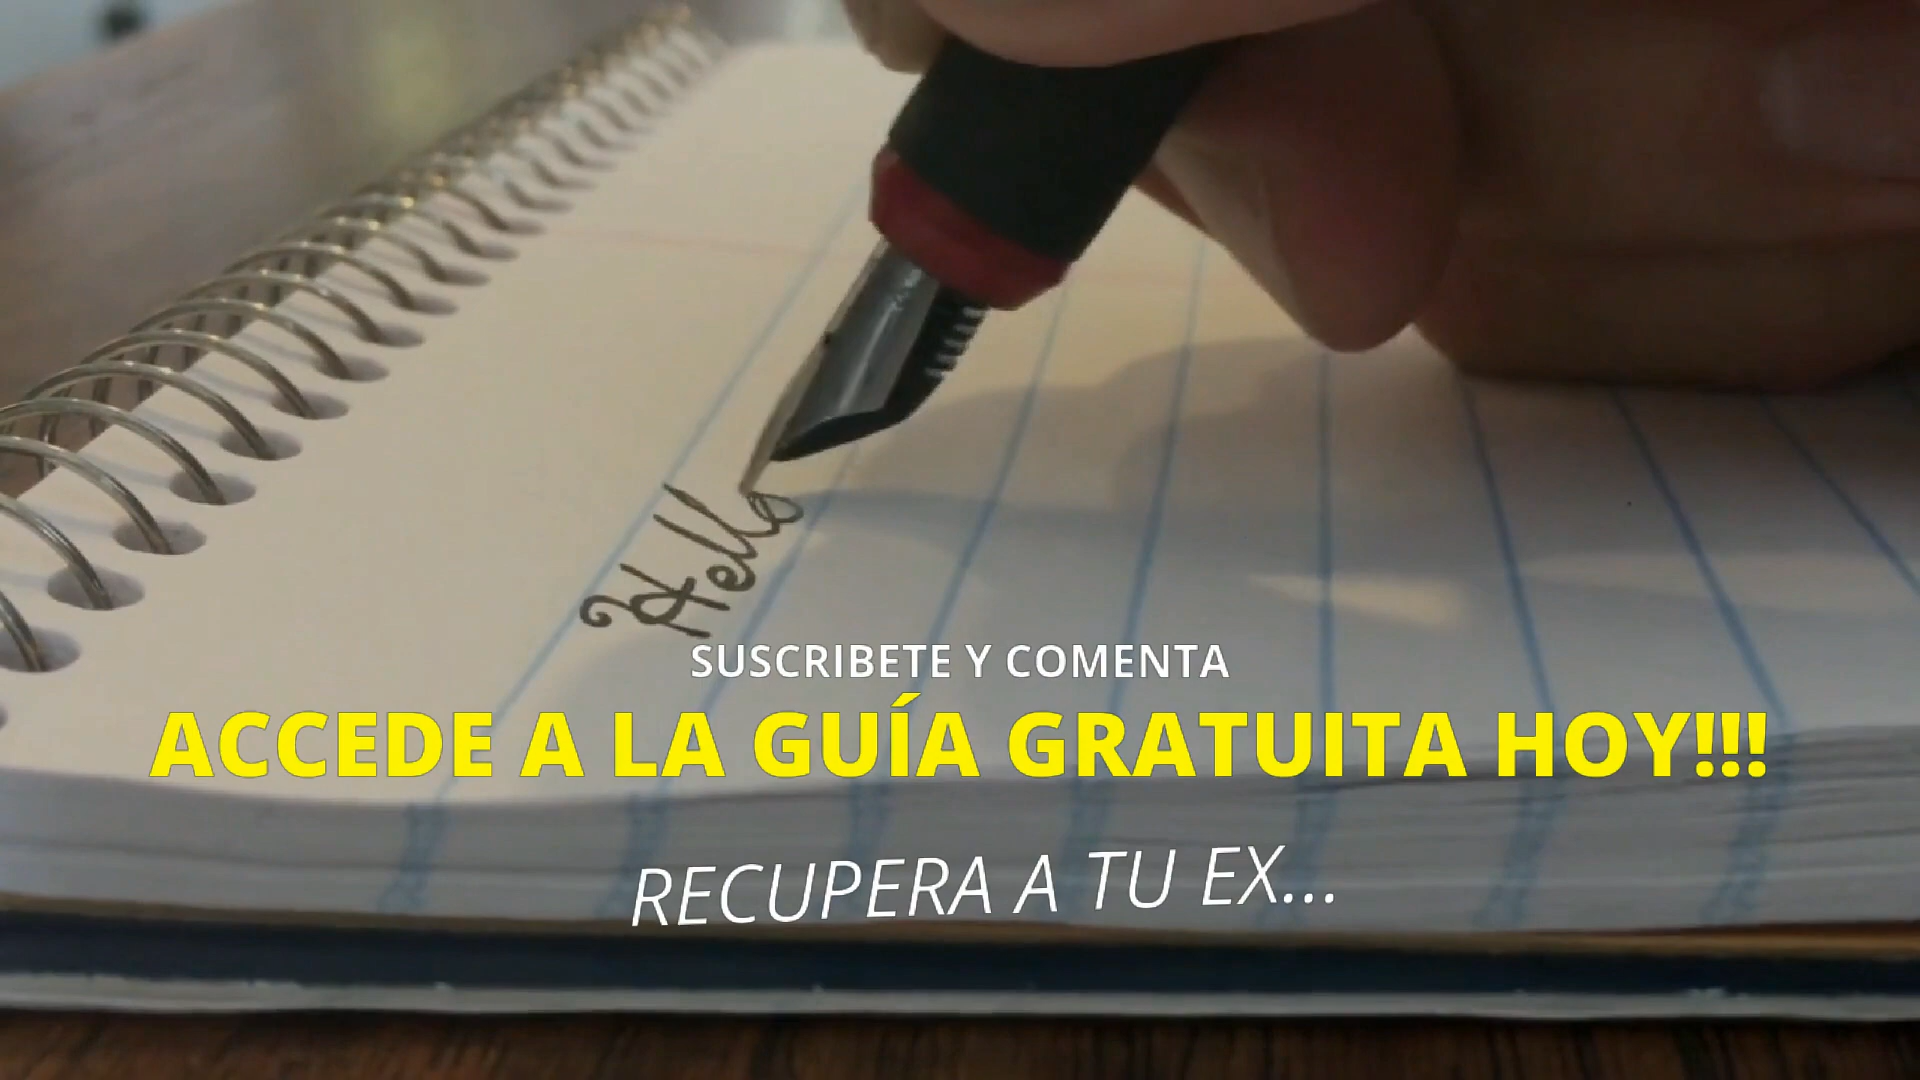 Hello
SUSCRIBETE Y COMENTA
ACCEDE A LA GUÍA GRATUITA HOY!!!
RECUPERA A TU EX...